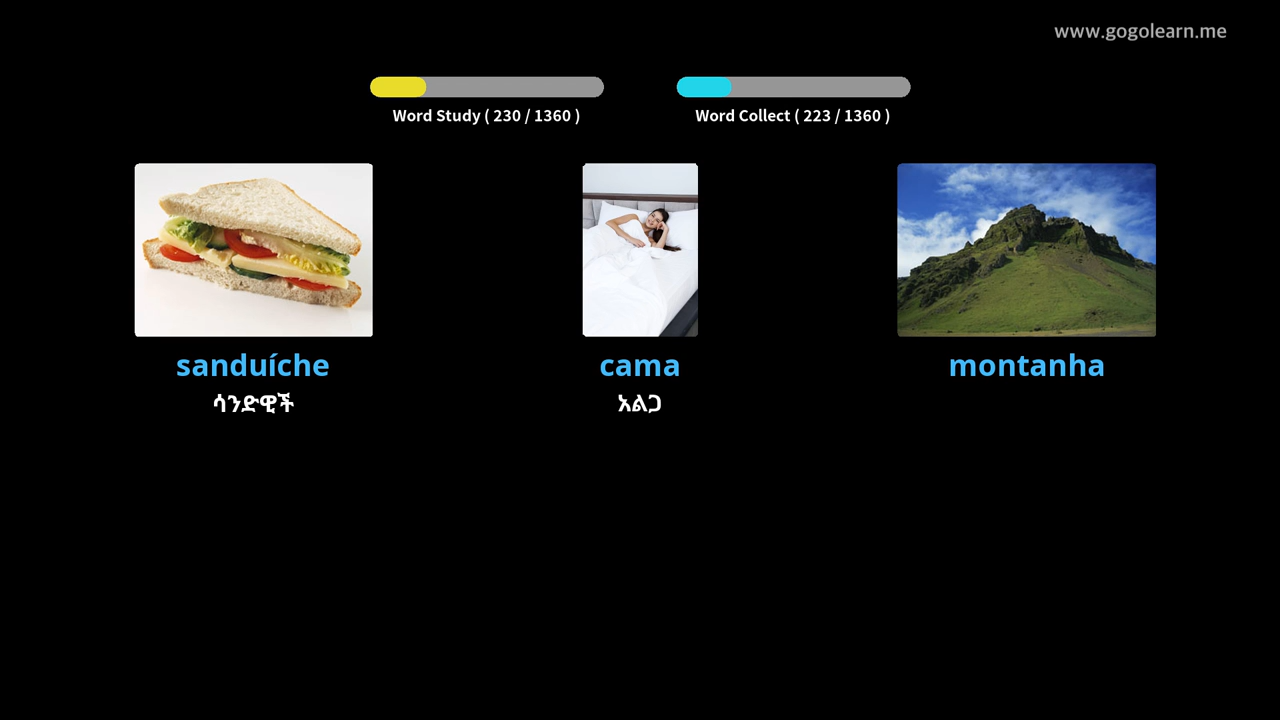 www.gogolearn.me
Word Study ( 230 / 1360 )
Word Collect ( 223 / 1360 )
sanduíche
ሳንድዊች
cama
አልጋ
montanha